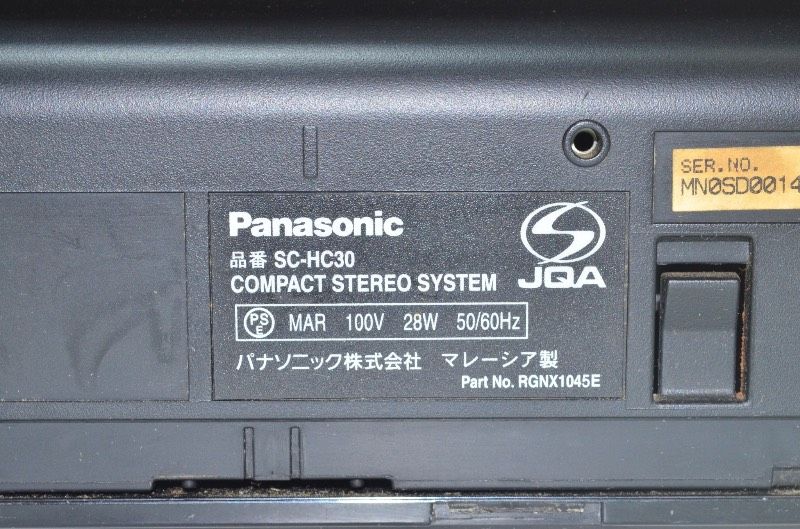 SER.NO.
MN0SD0014
Panasonic
品番 SC-HC30
COMPACT STEREO SYSTEM
JQA
PSE MAR 100V 28W 50/60Hz
パナソニック株式会社 マレーシア製
Part No. RGNX1045E